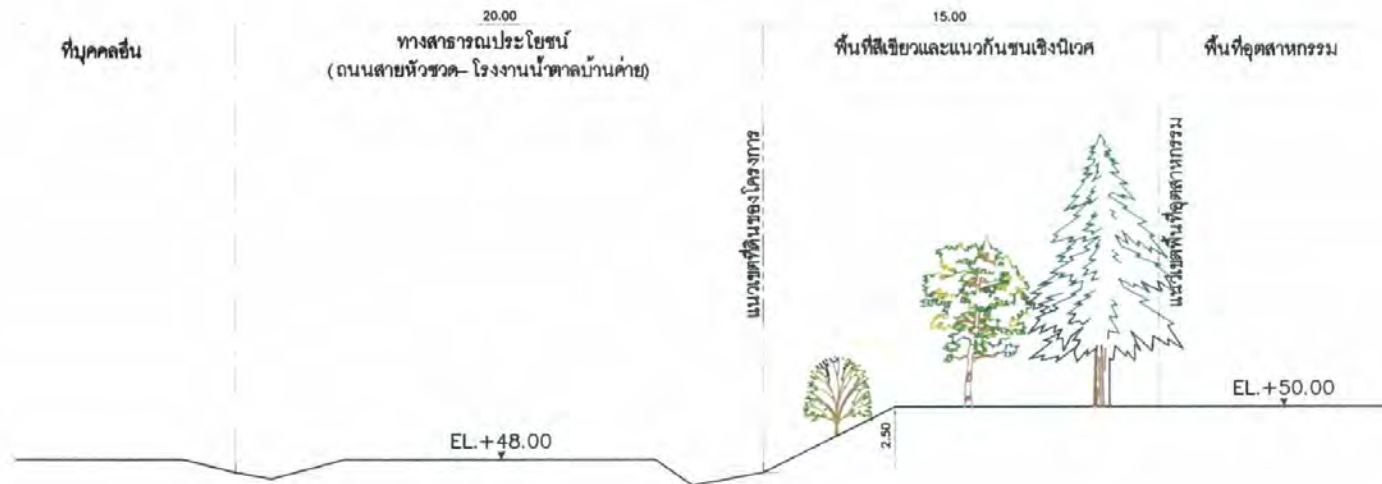 20.00
15.00
ที่บุคคลอื่น
ทางสาธารณประโยชน์
(ถนนสายหัวชวด- โรงงานน้ำตาลบ้านค่าย)
พื้นที่สีเขียวและแนวกันชนเชิงนิเวศ
พื้นที่อุตสาหกรรม
แนวเขตที่ดินของโครงการ
แนวเขตพื้นที่อุตสาหกรรม
EL.+50.00
2.50
EL.+48.00